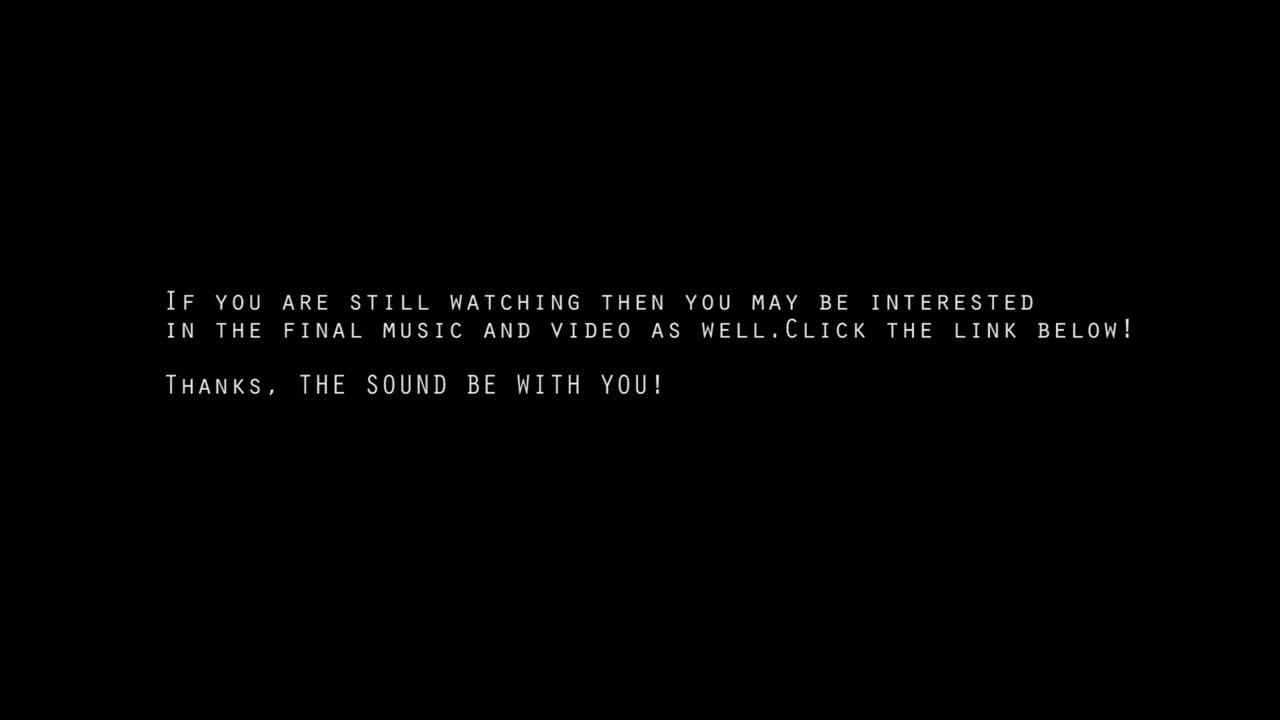 If you are still watching then you may be interested
in the final music and video as well.Click the link below!
Thanks, THE SOUND BE WITH YOU!